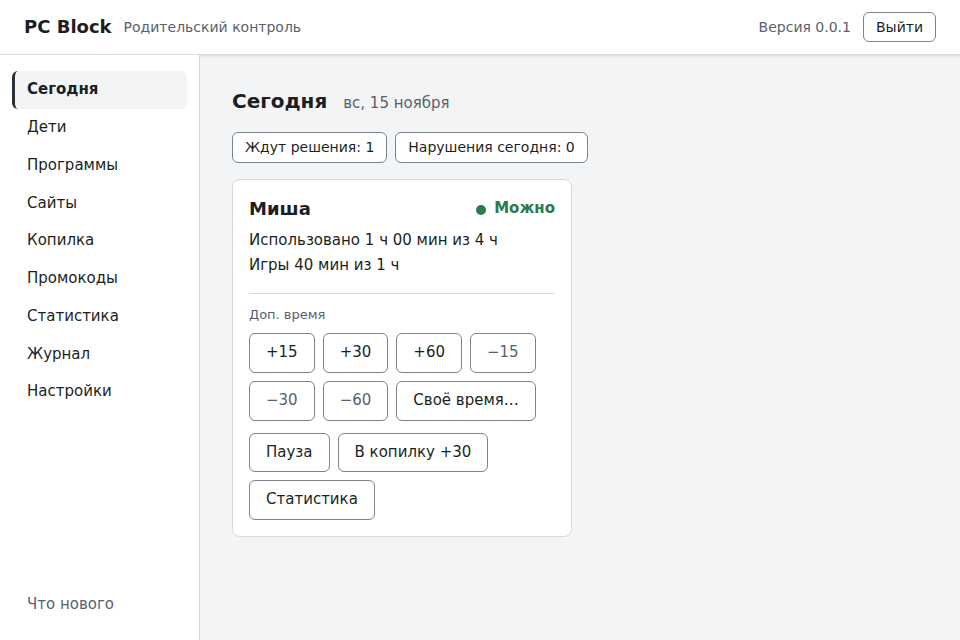 PC Block Родительский контроль
Версия 0.0.1 Выйти
Сегодня
Дети
Программы
Сайты
Копилка
Промокоды
Статистика
Журнал
Настройки
Что нового
Сегодня вс, 15 ноября
Ждут решения: 1 Нарушения сегодня: 0
Миша Можно
Использовано 1 ч 00 мин из 4 ч
Игры 40 мин из 1 ч
Доп. время
+15 +30 +60 −15
−30 −60 Своё время...
Пауза В копилку +30
Статистика